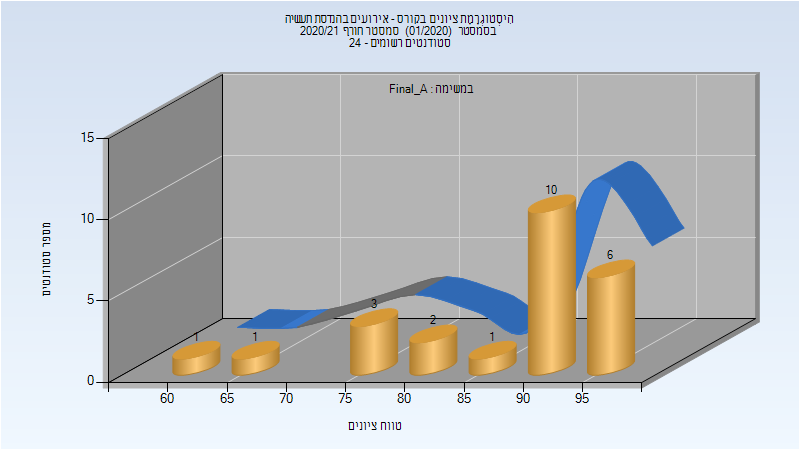 היסטוגרמת ציונים בקורס - אירועים בהנדסת תעשיה
בסמסטר (01/2020) סמסטר חורף 2020/21
סטודנטים רשומים - 24
במשימה : Final_A
15
10
5
0
מספר סטודנטים
1
1
3
2
1
10
6
60 65 70 75 80 85 90 95
טווח ציונים